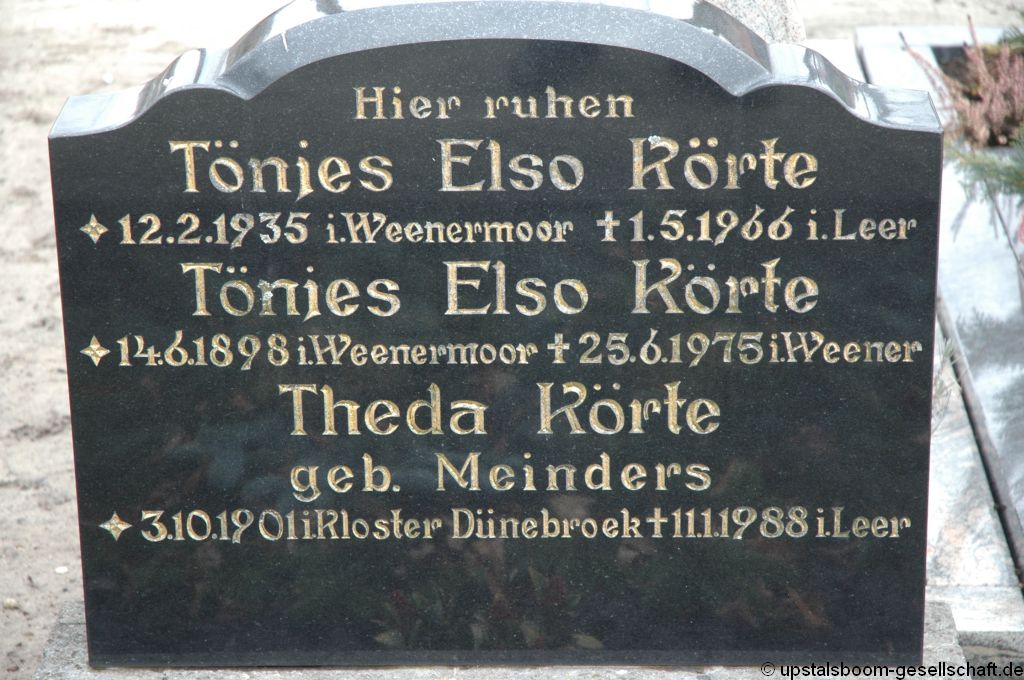 Hier ruhen
Tönjes Elso Körte
12.2.1935 i.Weenermoor † 1.5.1966 i.Leer
Tönjes Elso Körte
14.6.1898 i.Weenermoor † 25.6.1975 i.Weener
Theda Körte
geb. Meinders
3.10.1901 i.Kloster Dünebroek † 11.1.1988 i.Leer
© upstalsboom-gesellschaft.de